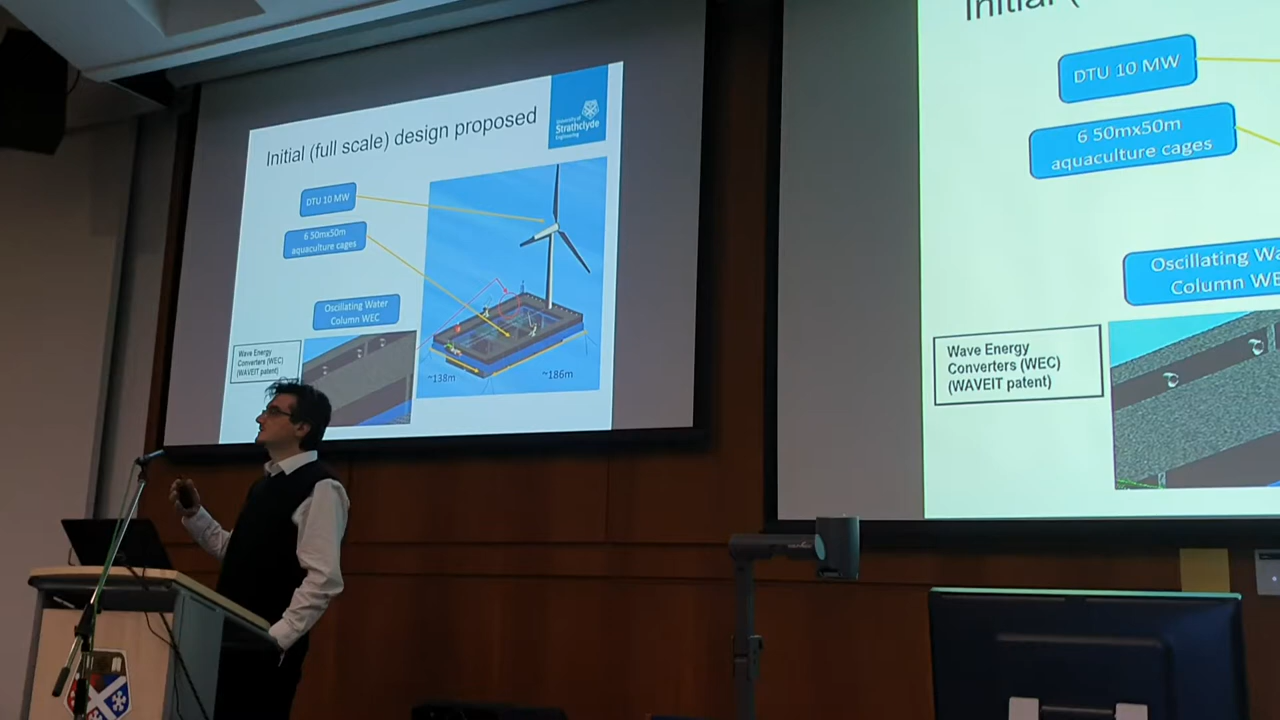 Initial (full scale) design proposed
University of
Strathclyde
Engineering
DTU 10 MW
6 50mx50m
aquaculture cages
Oscillating Water
Column WEC
Wave Energy
Converters (WEC)
(WAVEIT patent)
~138m
~186m
Initial (
DTU 10 MW
6 50mx50m
aquaculture cages
Oscillating Wa
Column WE
Wave Energy
Converters (WEC)
(WAVEIT patent)